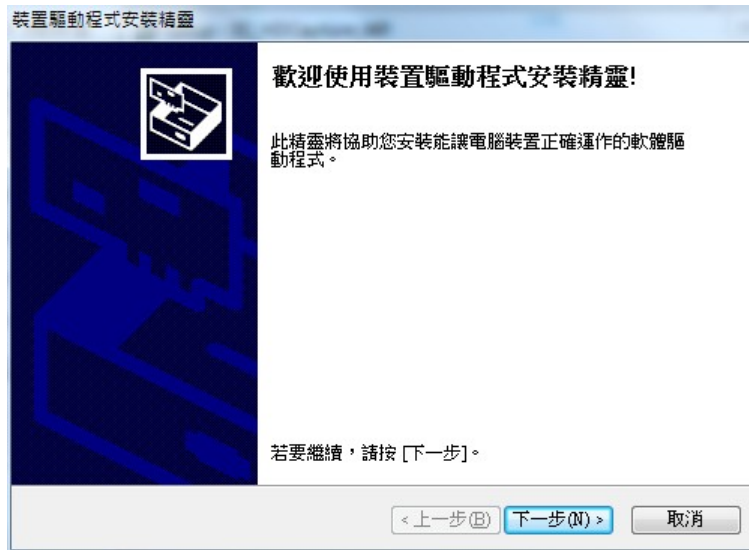 裝置驅動程式安裝精靈
歡迎使用裝置驅動程式安裝精靈!
此精靈將協助您安裝能讓電腦裝置正確運作的軟體驅
動程式。
若要繼續，請按 [下一步]。
<上一步(B) 下一步(N)> 取消